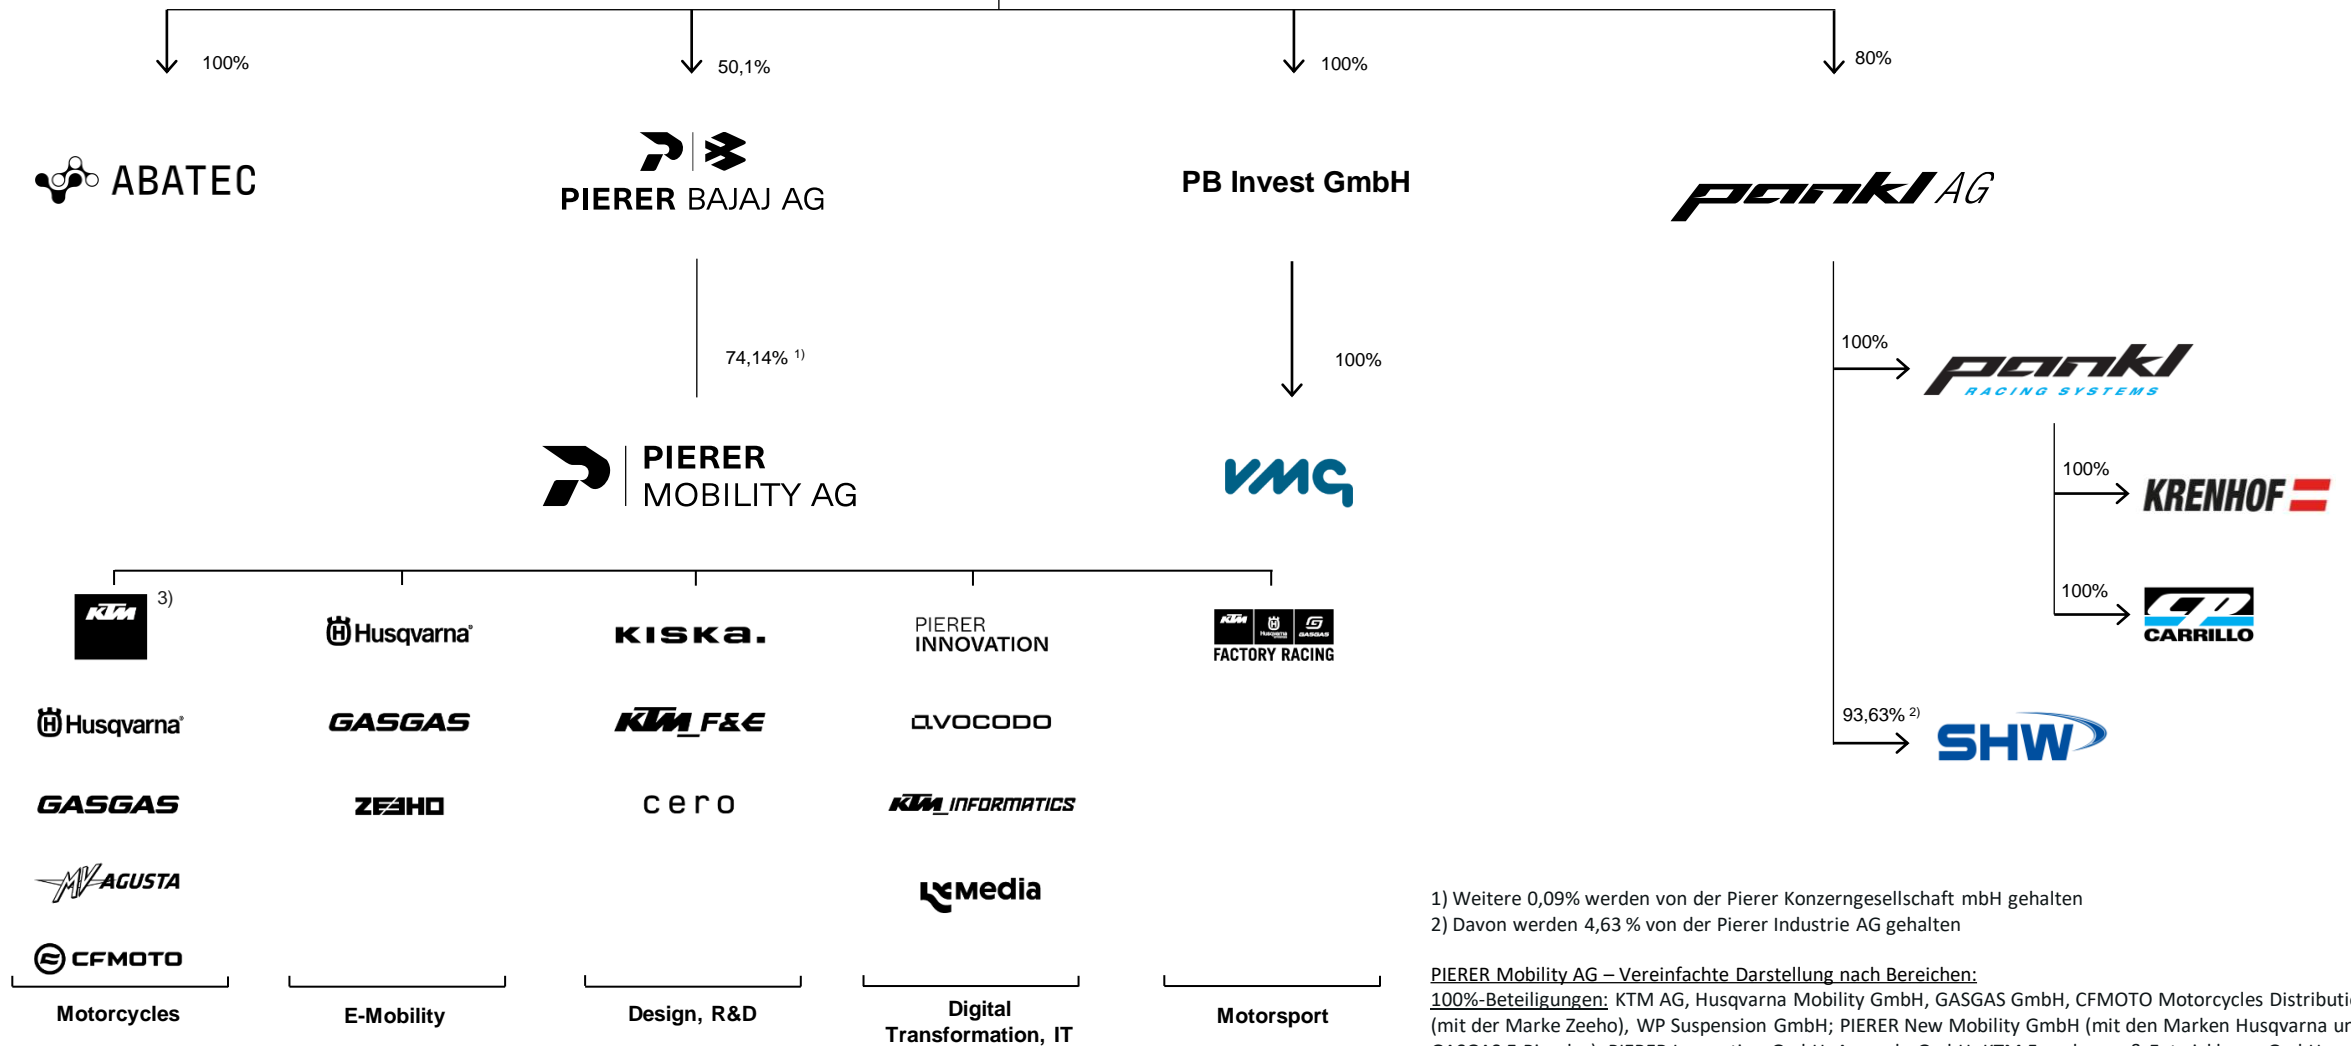 100%
50,1%
100%
80%
ABATEC
PIERER BAJAJ AG
PB Invest GmbH
pankl AG
74,14% 1)
100%
100%
pankl
RACING SYSTEMS
PIERER
MOBILITY AG
VMG
100%
KRENHOF
100%
CP
CARRILLO
93,63% 2)
SHW
KTM 3)
Husqvarna
GASGAS
MV AGUSTA
CFMOTO
Motorcycles
Husqvarna
GASGAS
ZEEHO
E-Mobility
KISKA.
KTM_F&E
cero
Design, R&D
PIERER
INNOVATION
AVOCODO
KTM_INFORMATICS
LX Media
Digital
Transformation, IT
KTM Husqvarna GASGAS
FACTORY RACING
Motorsport
1) Weitere 0,09% werden von der Pierer Konzerngesellschaft mbH gehalten
2) Davon werden 4,63 % von der Pierer Industrie AG gehalten
PIERER Mobility AG – Vereinfachte Darstellung nach Bereichen:
100%-Beteiligungen: KTM AG, Husqvarna Mobility GmbH, GASGAS GmbH, CFMOTO Motorcycles Distributi
(mit der Marke Zeeho), WP Suspension GmbH; PIERER New Mobility GmbH (mit den Marken Husqvarna u